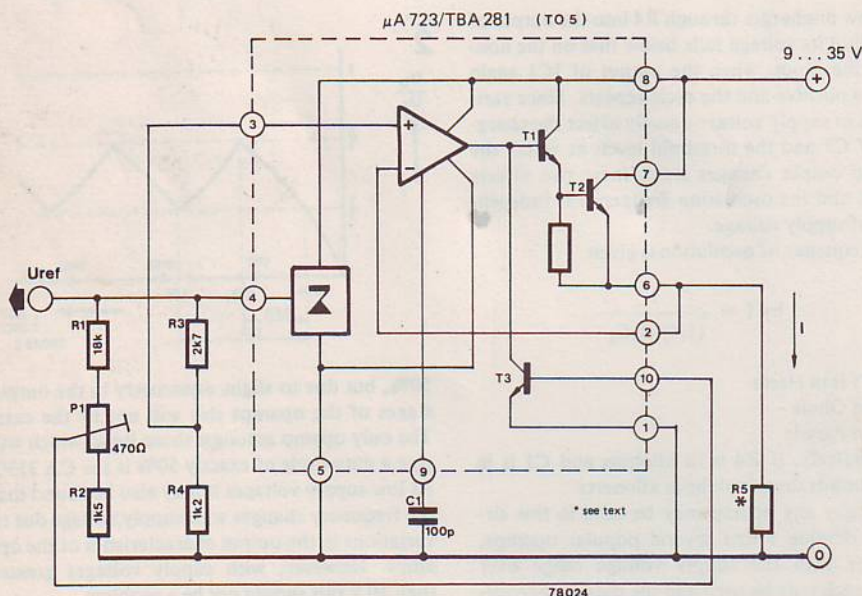 μA 723/TBA 281 (TO 5)
9 ... 35 V
8
+
3
+
−
T1
7
T2
Uref
4
6
R1
18k
R3
2k7
2
I
T3
10
P1
470Ω
1
R2
1k5
5
9
R4
1k2
C1
100p
* see text
R5
*
0
78024